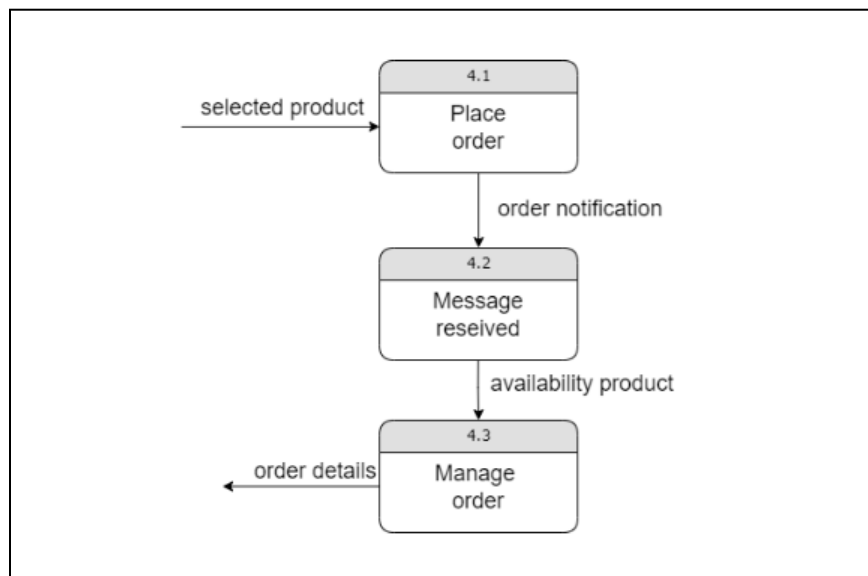 4.1
selected product
Place
order
order notification
4.2
Message
reseived
availability product
4.3
order details
Manage
order